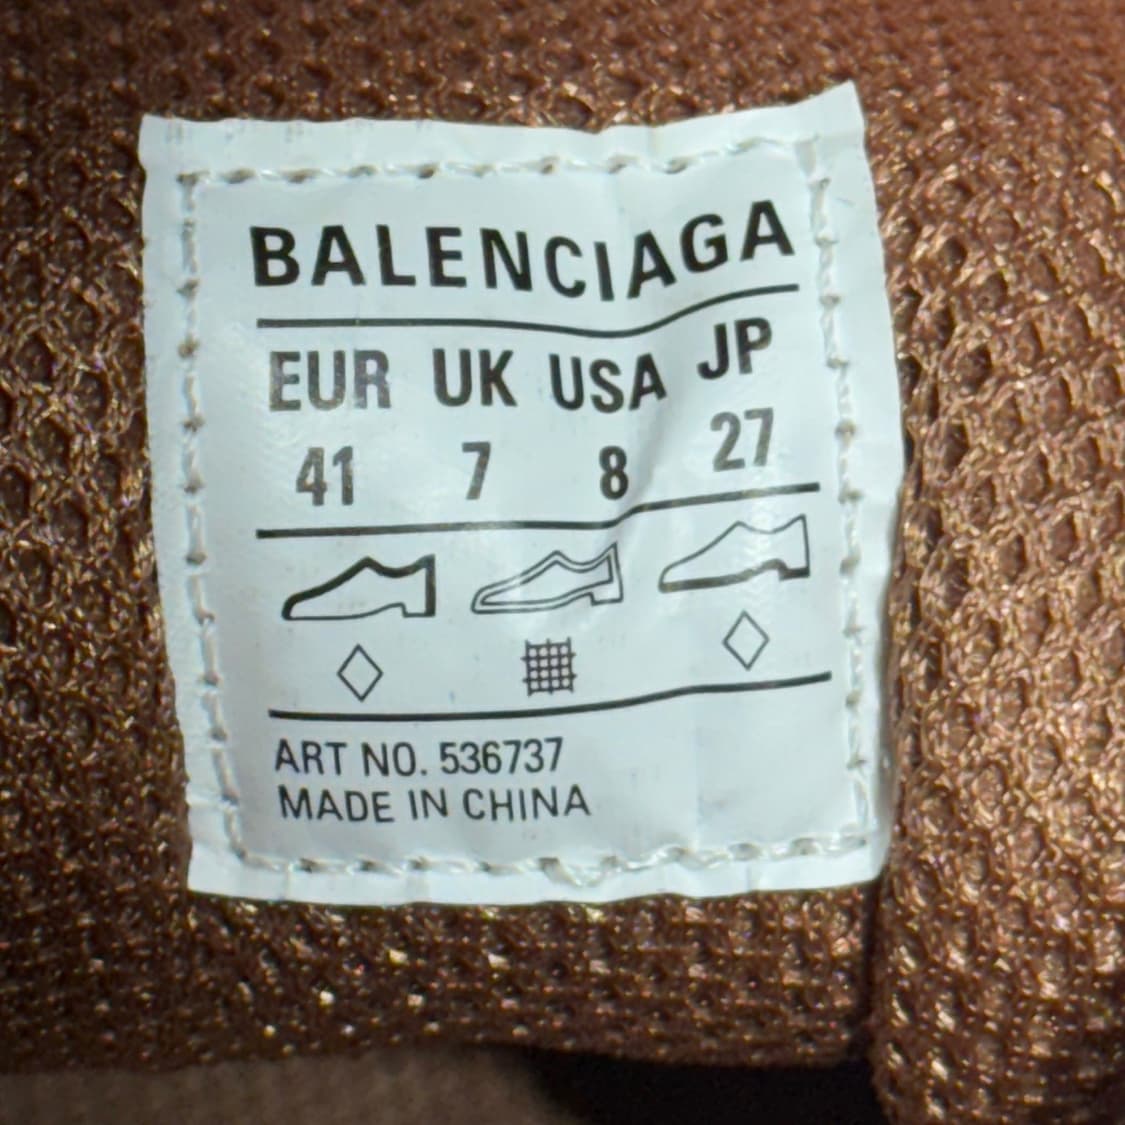 BALENCIAGA
EUR UK USA JP
41 7 8 27
ART NO. 536737
MADE IN CHINA